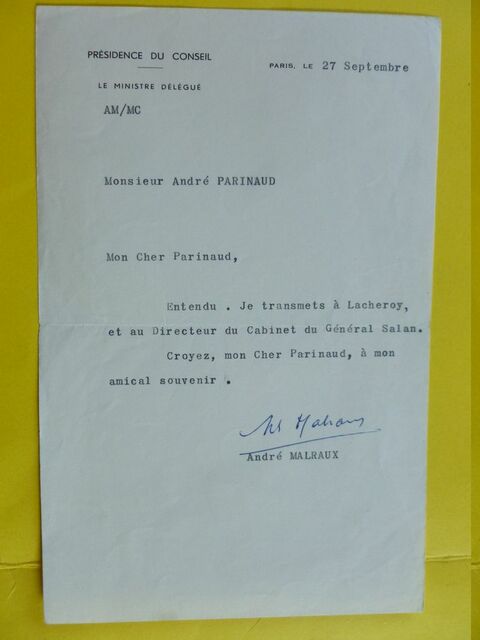 PRÉSIDENCE DU CONSEIL
PARIS, LE 27 Septembre
LE MINISTRE DÉLÉGUÉ
AM/MC
Monsieur André PARINAUD
Mon Cher Parinaud,
Entendu . Je transmets à Lacheroy,
et au Directeur du Cabinet du Général Salan.
Croyez, mon Cher Parinaud, à mon
amical souvenir .
André MALRAUX